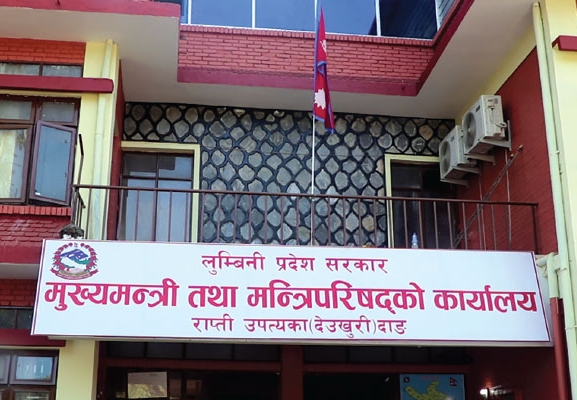 लुम्बिनी प्रदेश सरकार
मुख्यमन्त्री तथा मन्त्रिपरिषद्को कार्यालय
राप्ती उपत्यका(देउखुरी)दाङ